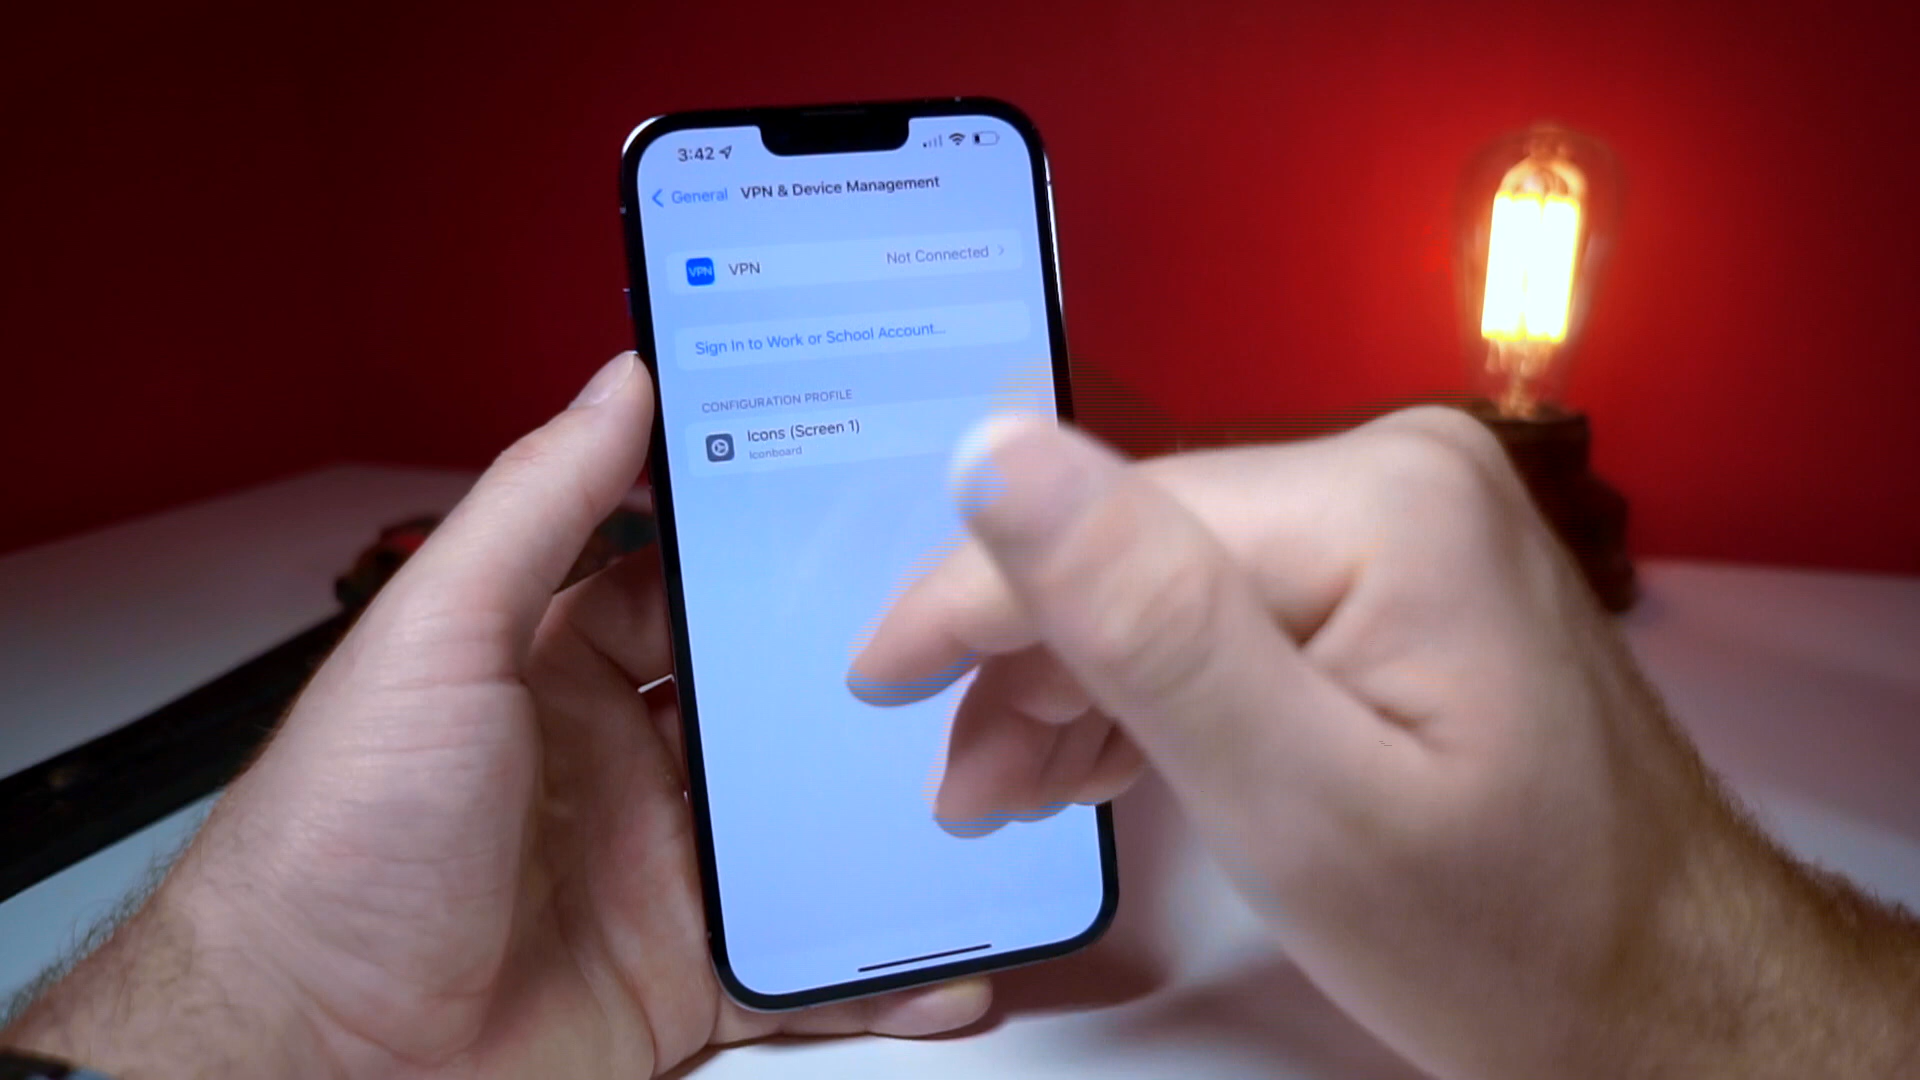 3:42
General VPN & Device Management
VPN VPN Not Connected
Sign In to Work or School Account...
CONFIGURATION PROFILE
Icons (Screen 1)
Iconboard